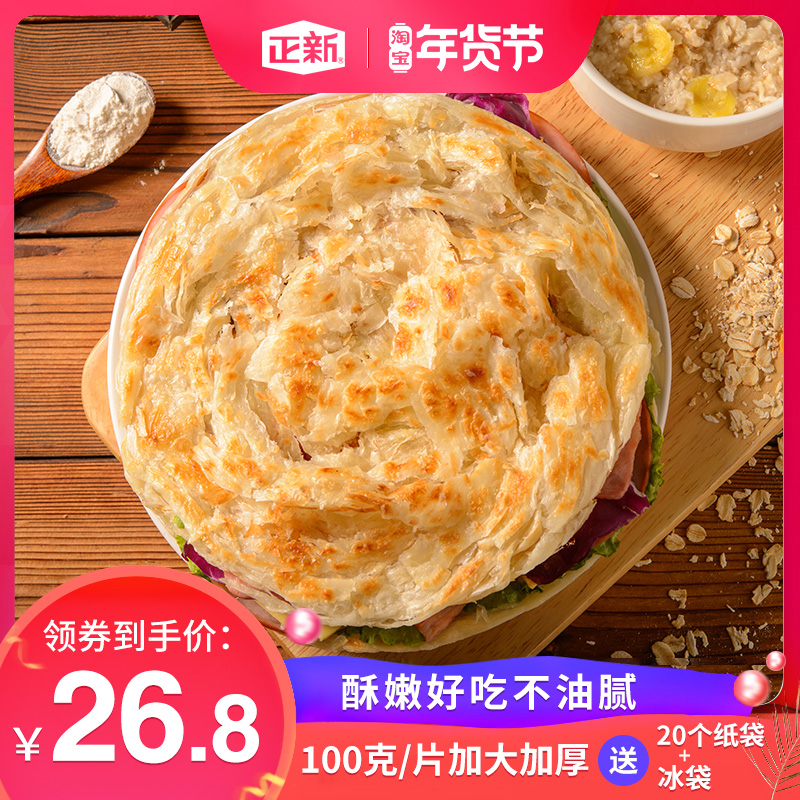 正新®
淘宝 年货节
领券到手价:
¥26.8
酥嫩好吃不油腻
100克/片加大加厚 送 20个纸袋
+
冰袋